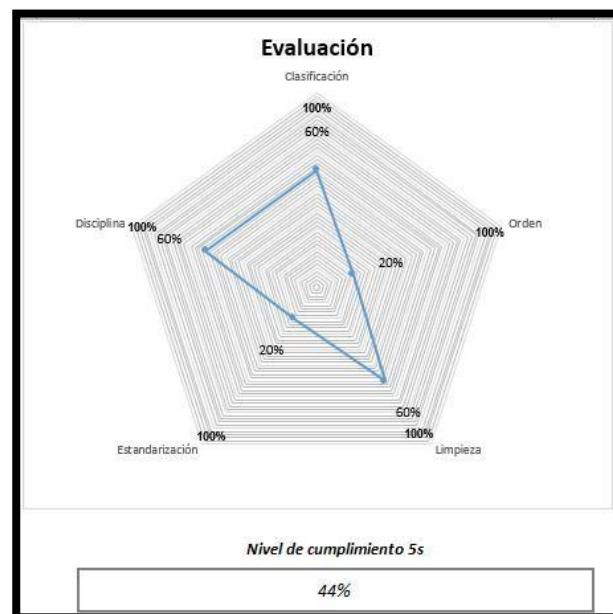 Evaluación
Clasificación
100%
60%
Disciplina
100%
60%
Orden
100%
20%
20%
60%
Estandarización
100%
100%
Limpieza
Nivel de cumplimiento 5s
44%